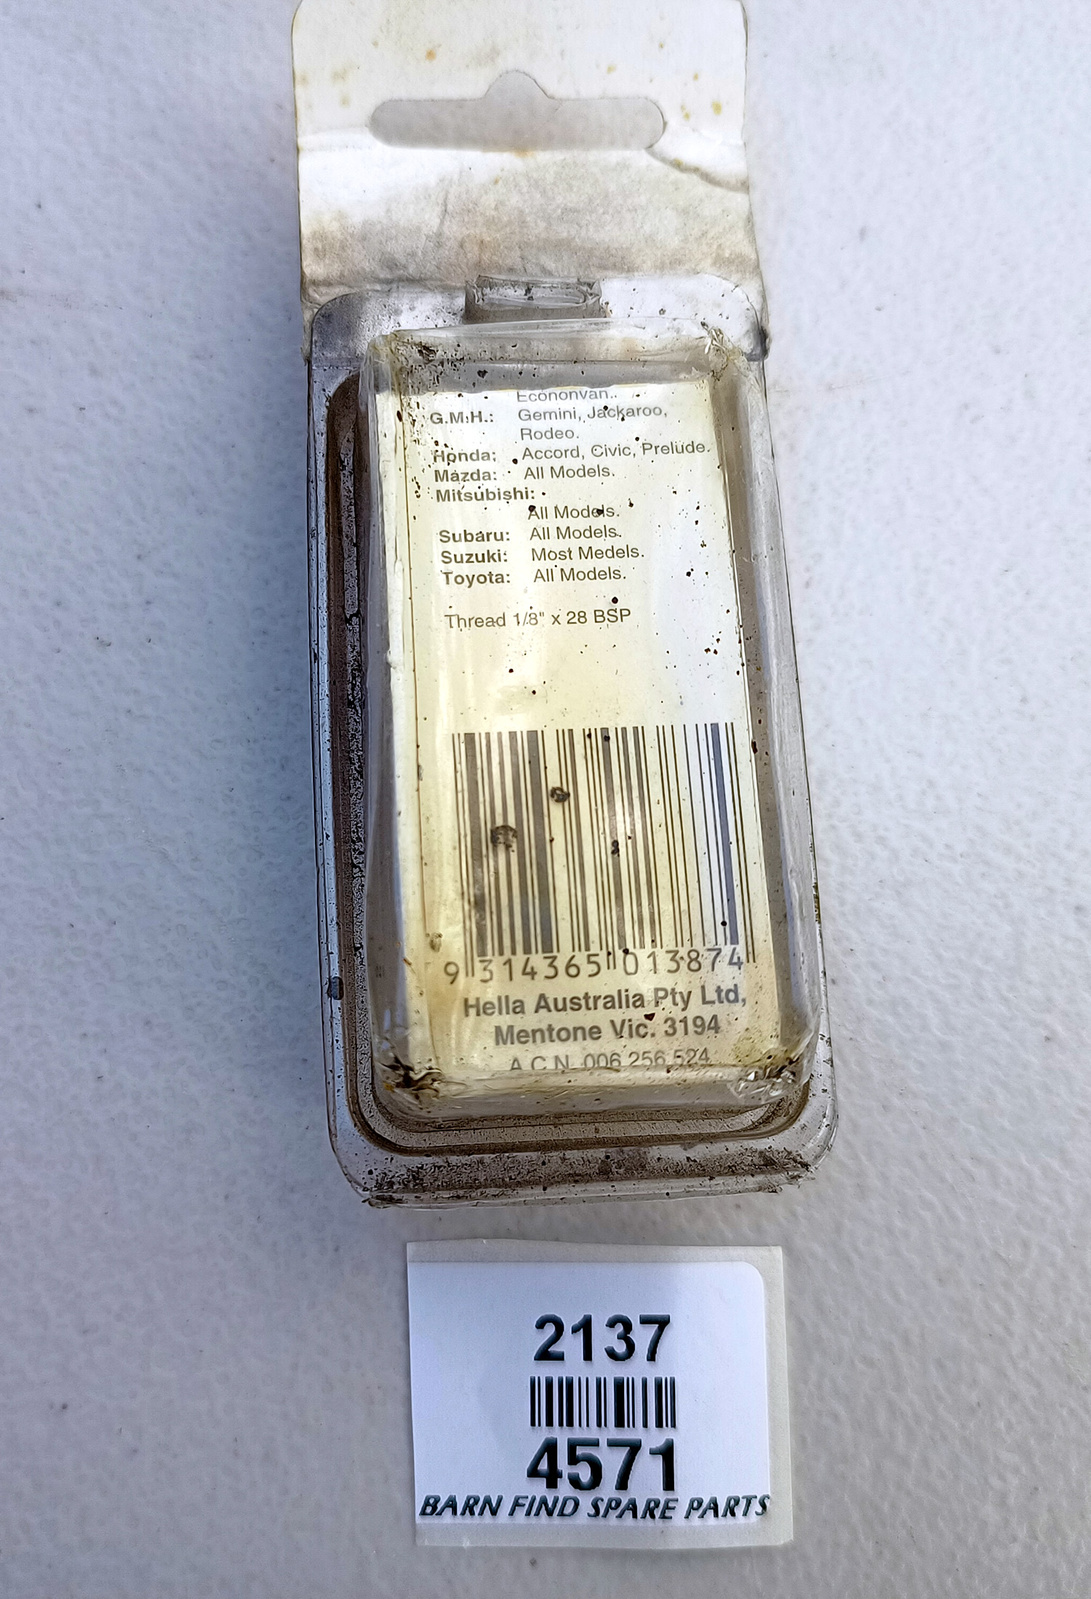 Econonvan..
G.M.H.: Gemini, Jackaroo,
Rodeo.
Honda: Accord, Civic, Prelude.
Mazda: All Models.
Mitsubishi:
All Models.
Subaru: All Models.
Suzuki: Most Medels.
Toyota: All Models.
Thread 1/8" x 28 BSP
9 314365 013874
Hella Australia Pty Ltd,
Mentone Vic. 3194
A.C.N. 006 256 524
2137
4571
BARN FIND SPARE PARTS